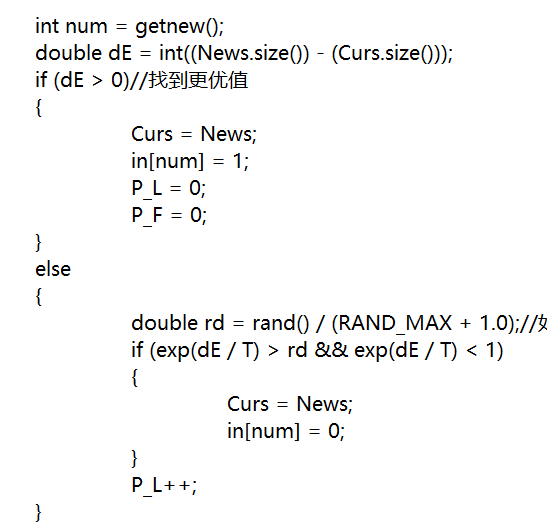 int num = getnew();
double dE = int((News.size()) - (Curs.size()));
if (dE > 0)//找到更优值
{
Curs = News;
in[num] = 1;
P_L = 0;
P_F = 0;
}
else
{
double rd = rand() / (RAND_MAX + 1.0);//
if (exp(dE / T) > rd && exp(dE / T) < 1)
{
Curs = News;
in[num] = 0;
}
P_L++;
}